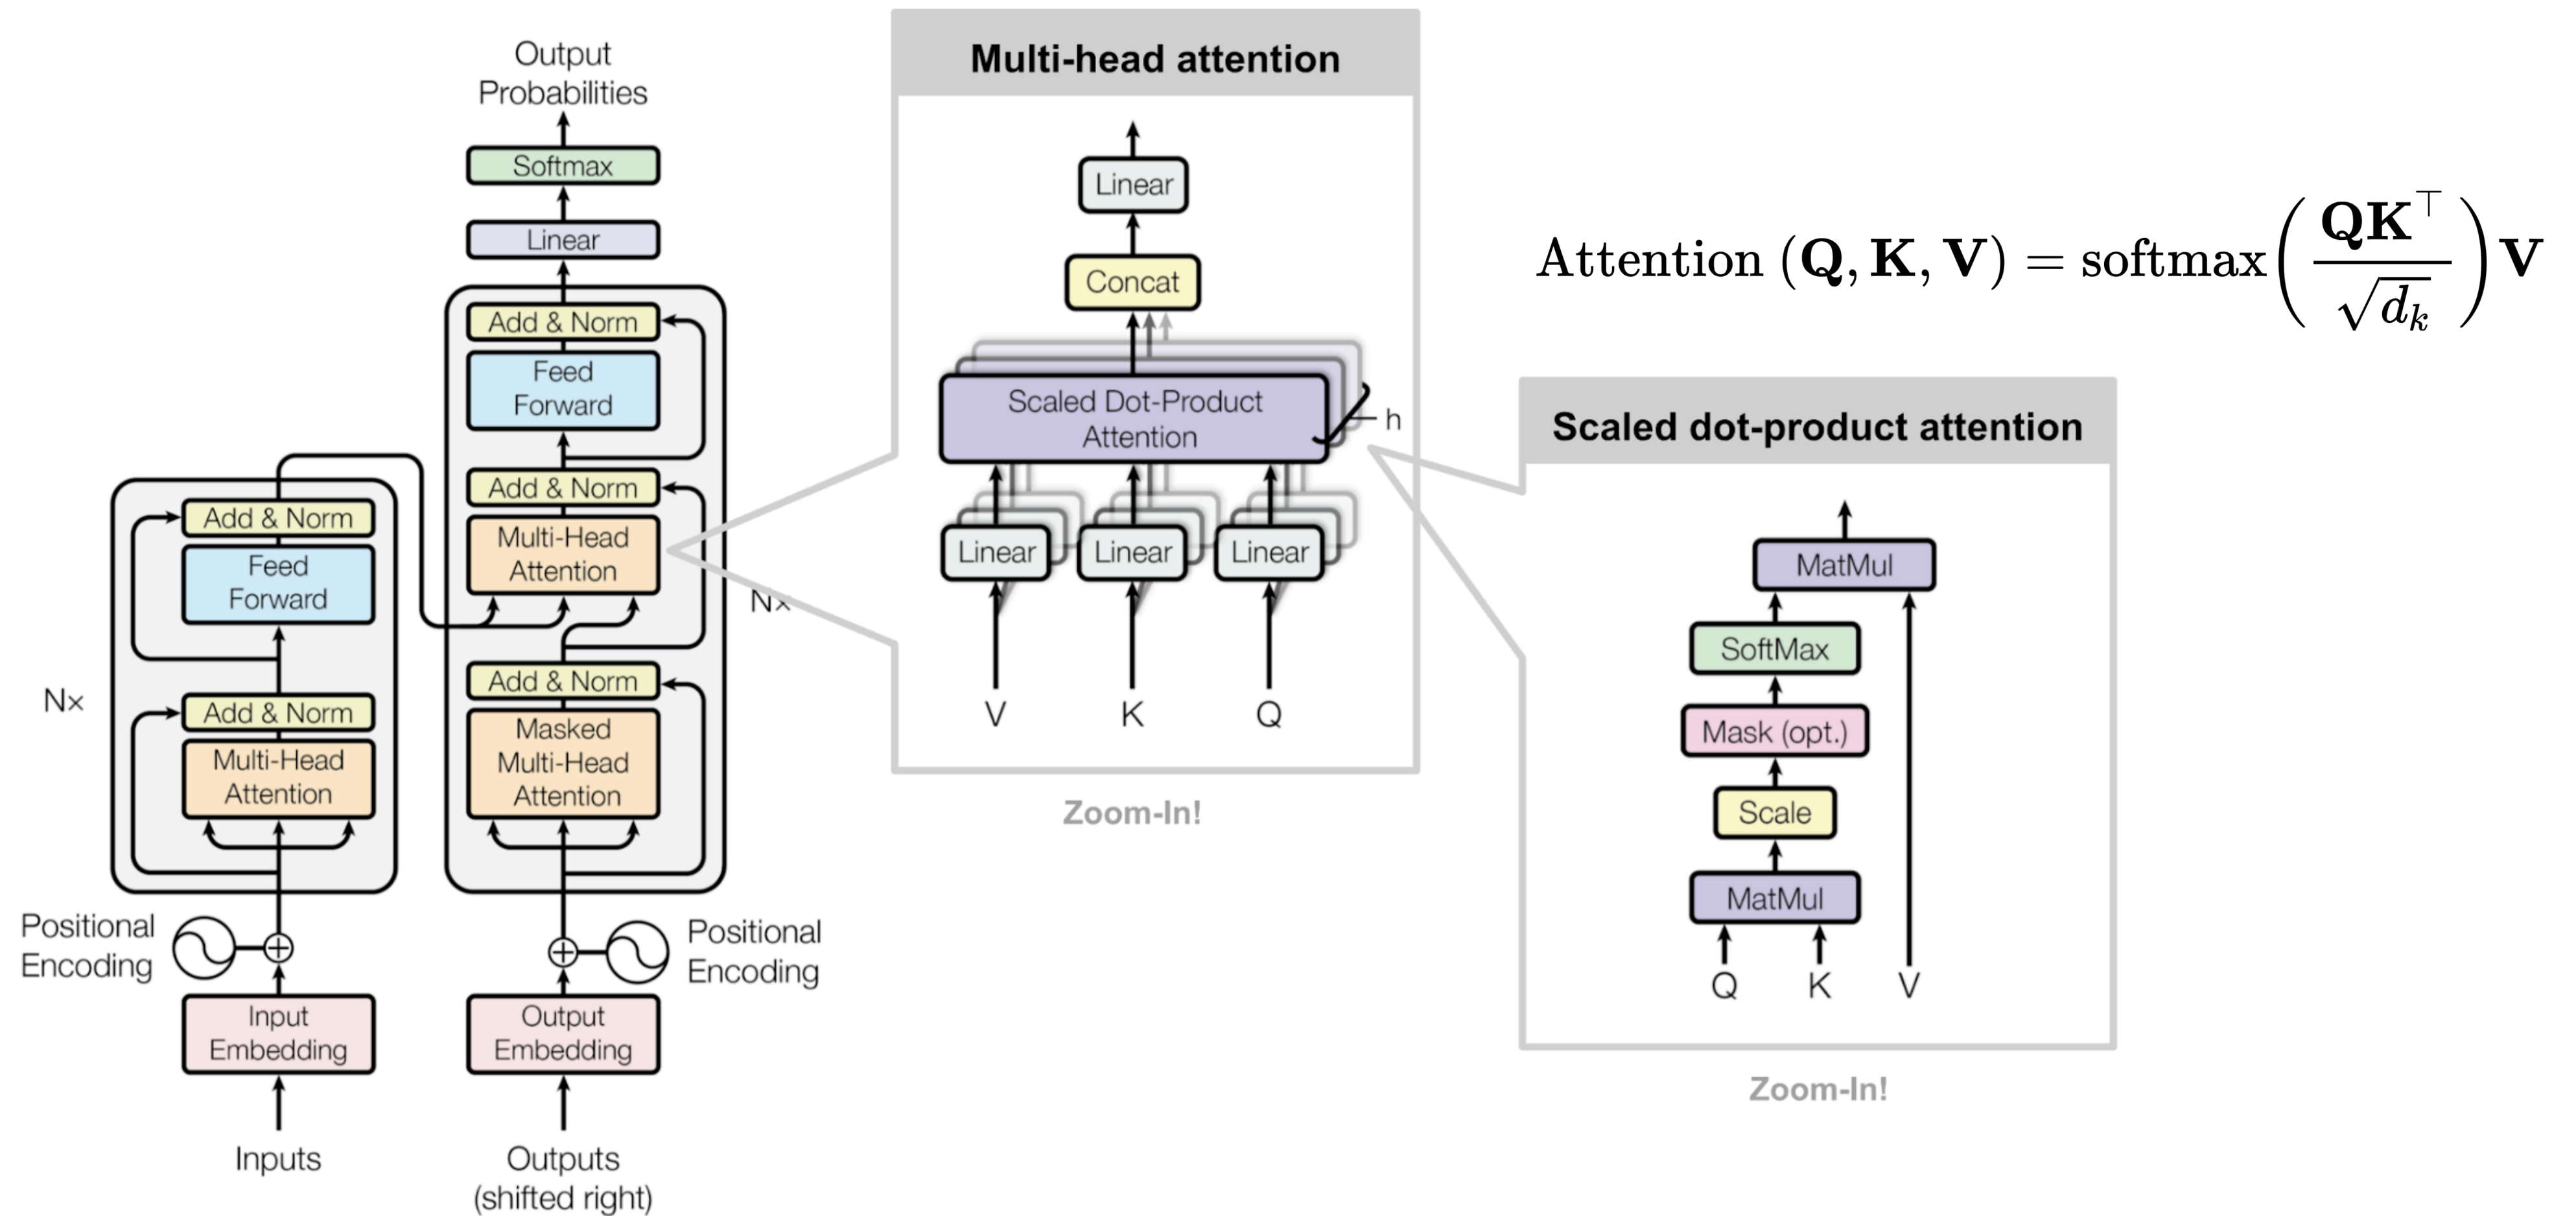 Output
Probabilities
Softmax
Linear
Add & Norm
Feed
Forward
Add & Norm
Multi-Head
Attention
Add & Norm
Masked
Multi-Head
Attention
N×
Positional
Encoding
Output
Embedding
Outputs
(shifted right)
Add & Norm
Feed
Forward
Add & Norm
Multi-Head
Attention
N×
Positional
Encoding
Input
Embedding
Inputs
Multi-head attention
Linear
Concat
Scaled Dot-Product
Attention
h
Linear Linear Linear
V K Q
Zoom-In!
Attention (Q, K, V) = softmax(QK⊤/√dk)V
Scaled dot-product attention
MatMul
SoftMax
Mask (opt.)
Scale
MatMul
Q K V
Zoom-In!